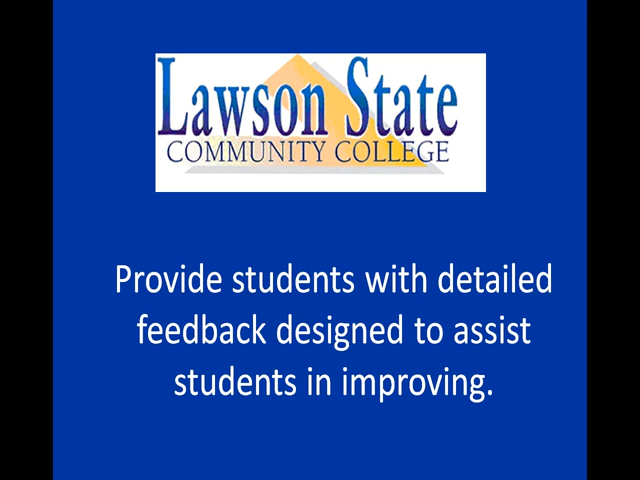 Lawson State
COMMUNITY COLLEGE
Provide students with detailed
feedback designed to assist
students in improving.